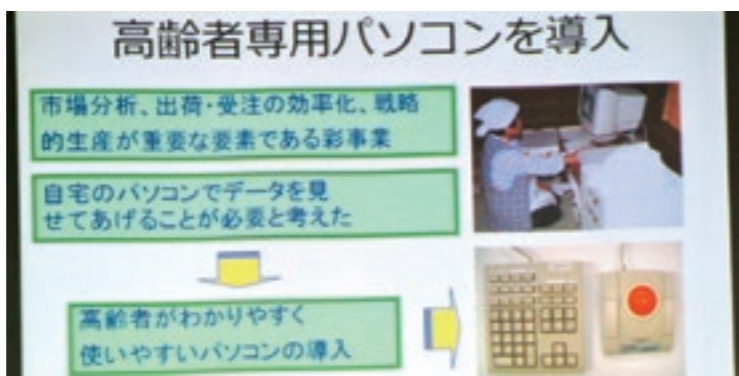 高齢者専用パソコンを導入
市場分析、出荷・受注の効率化、戦略
的生産が重要な要素である彩事業
自宅のパソコンでデータを見
せてあげることが必要と考えた
高齢者がわかりやすく
使いやすいパソコンの導入